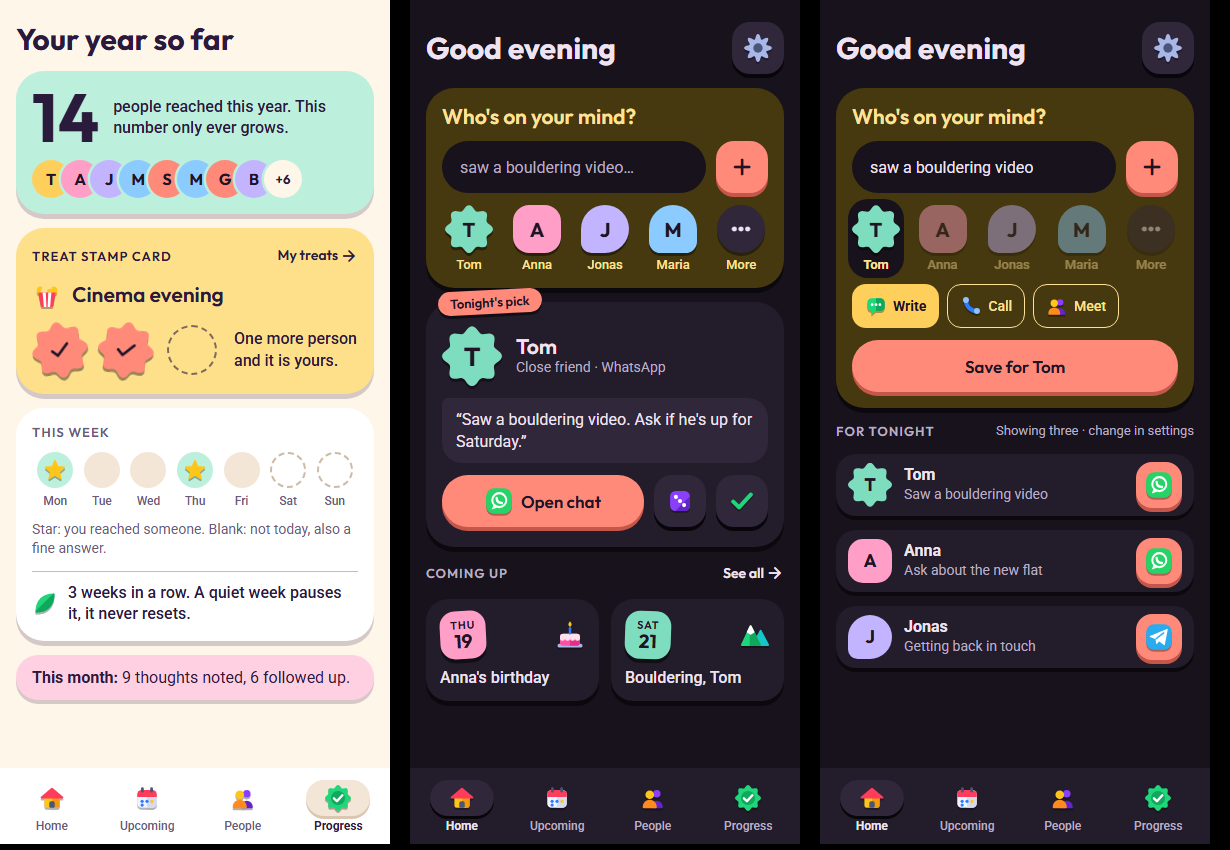 Your year so far
14
people reached this year. This
number only ever grows.
T A J M S M G B +6
TREAT STAMP CARD
My treats →
Cinema evening
One more person
and it is yours.
THIS WEEK
Mon Tue Wed Thu Fri Sat Sun
Star: you reached someone. Blank: not today, also a
fine answer.
3 weeks in a row. A quiet week pauses
it, it never resets.
This month: 9 thoughts noted, 6 followed up.
Home Upcoming People Progress
Good evening
Who's on your mind?
saw a bouldering video...
+
T A J M •••
Tom Anna Jonas Maria More
Tonight's pick
T
Tom
Close friend · WhatsApp
“Saw a bouldering video. Ask if he's up for
Saturday.”
Open chat
COMING UP
See all →
THU
19
Anna's birthday
SAT
21
Bouldering, Tom
Home Upcoming People Progress
Good evening
Who's on your mind?
saw a bouldering video
+
T A J M •••
Tom Anna Jonas Maria More
Write Call Meet
Save for Tom
FOR TONIGHT
Showing three · change in settings
T
Tom
Saw a bouldering video
A
Anna
Ask about the new flat
J
Jonas
Getting back in touch
Home Upcoming People Progress